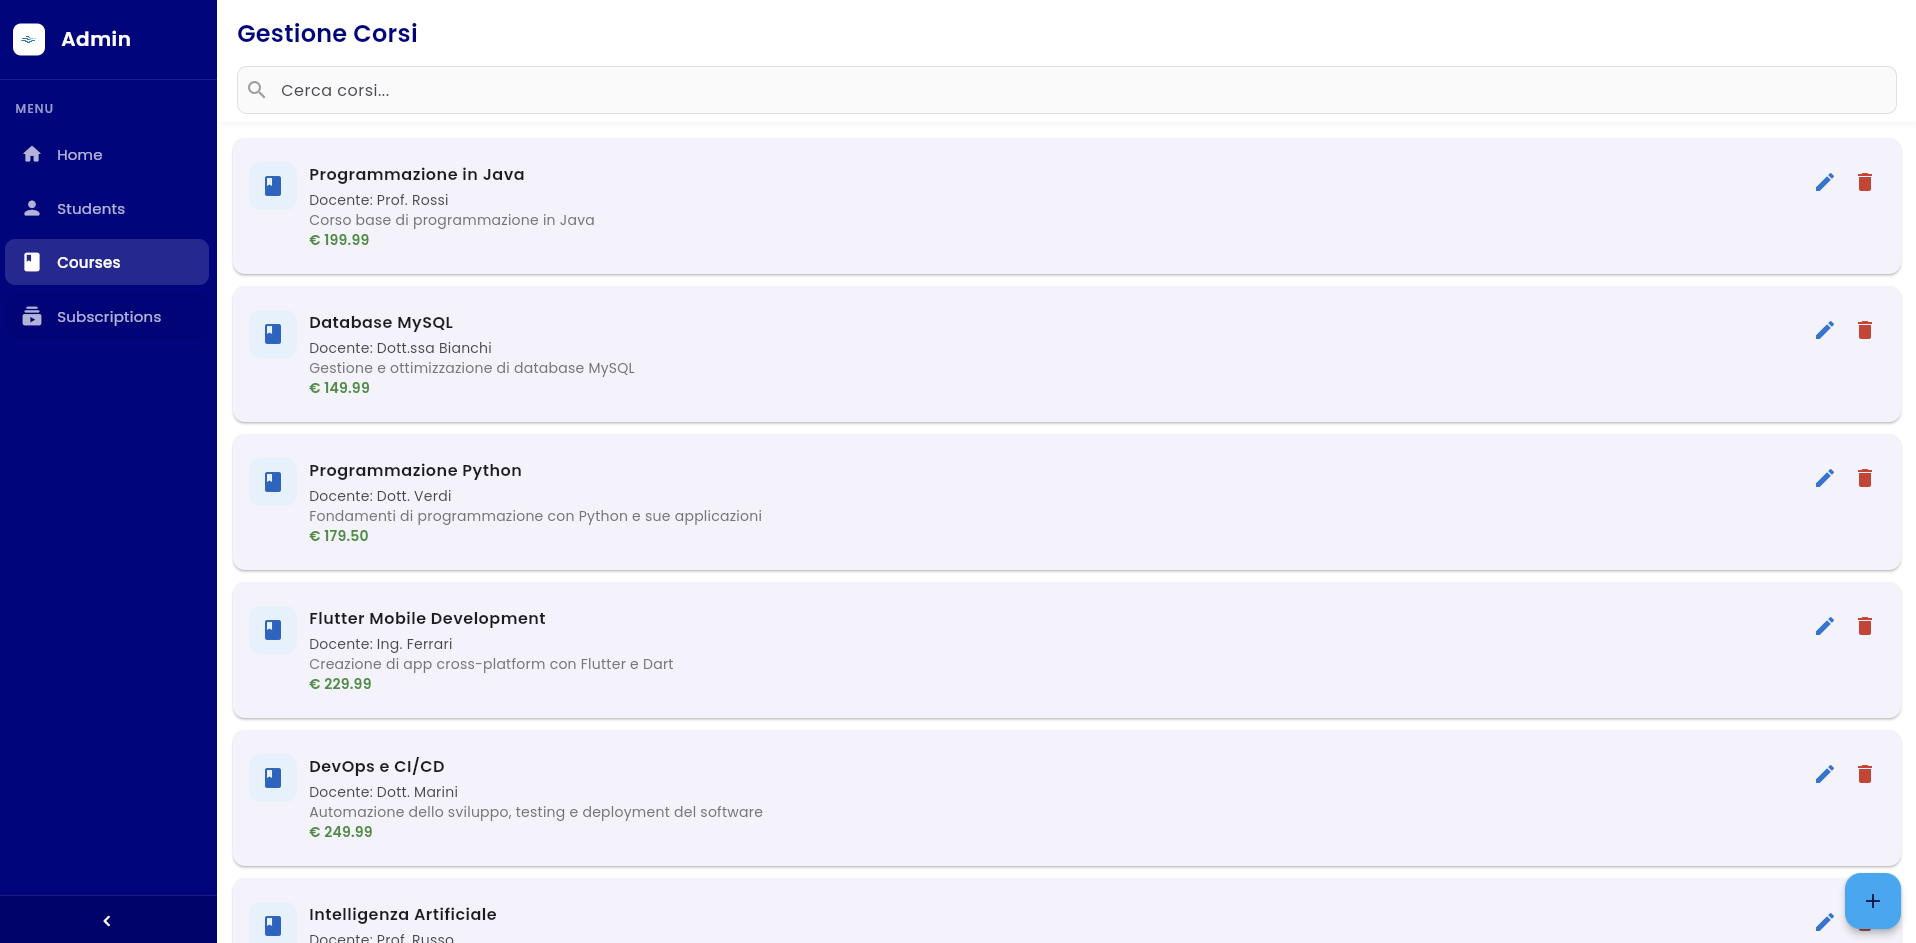 Admin
MENU
Home
Students
Courses
Subscriptions
Gestione Corsi
Cerca corsi...
Programmazione in Java
Docente: Prof. Rossi
Corso base di programmazione in Java
€ 199.99
Database MySQL
Docente: Dott.ssa Bianchi
Gestione e ottimizzazione di database MySQL
€ 149.99
Programmazione Python
Docente: Dott. Verdi
Fondamenti di programmazione con Python e sue applicazioni
€ 179.50
Flutter Mobile Development
Docente: Ing. Ferrari
Creazione di app cross-platform con Flutter e Dart
€ 229.99
DevOps e CI/CD
Docente: Dott. Marini
Automazione dello sviluppo, testing e deployment del software
€ 249.99
Intelligenza Artificiale
Docente: Prof. Russo